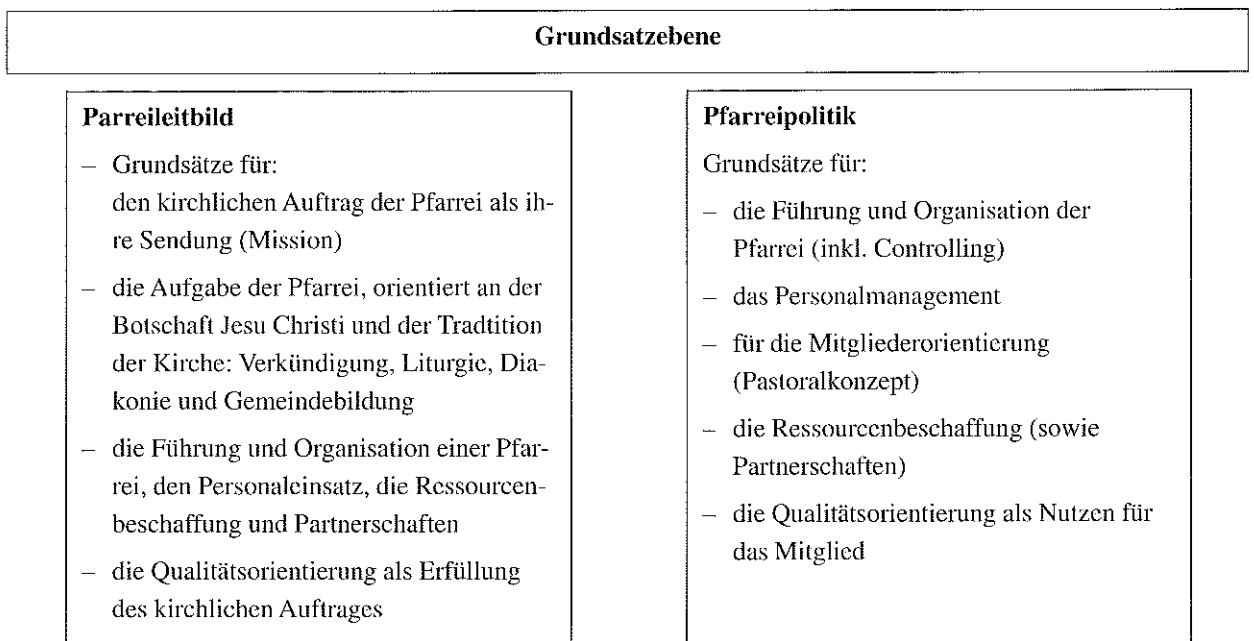 Grundsatzebene
Parreileitbild
– Grundsätze für:
den kirchlichen Auftrag der Pfarrei als ih-
re Sendung (Mission)
– die Aufgabe der Pfarrei, orientiert an der
Botschaft Jesu Christi und der Tradtition
der Kirche: Verkündigung, Liturgie, Dia-
konie und Gemeindebildung
– die Führung und Organisation einer Pfar-
rei, den Personaleinsatz, die Ressourcen-
beschaffung und Partnerschaften
– die Qualitätsorientierung als Erfüllung
des kirchlichen Auftrages
Pfarreipolitik
Grundsätze für:
– die Führung und Organisation der
Pfarrei (inkl. Controlling)
– das Personalmanagement
– für die Mitgliederorientierung
(Pastoralkonzept)
– die Ressourcenbeschaffung (sowie
Partnerschaften)
– die Qualitätsorientierung als Nutzen für
das Mitglied